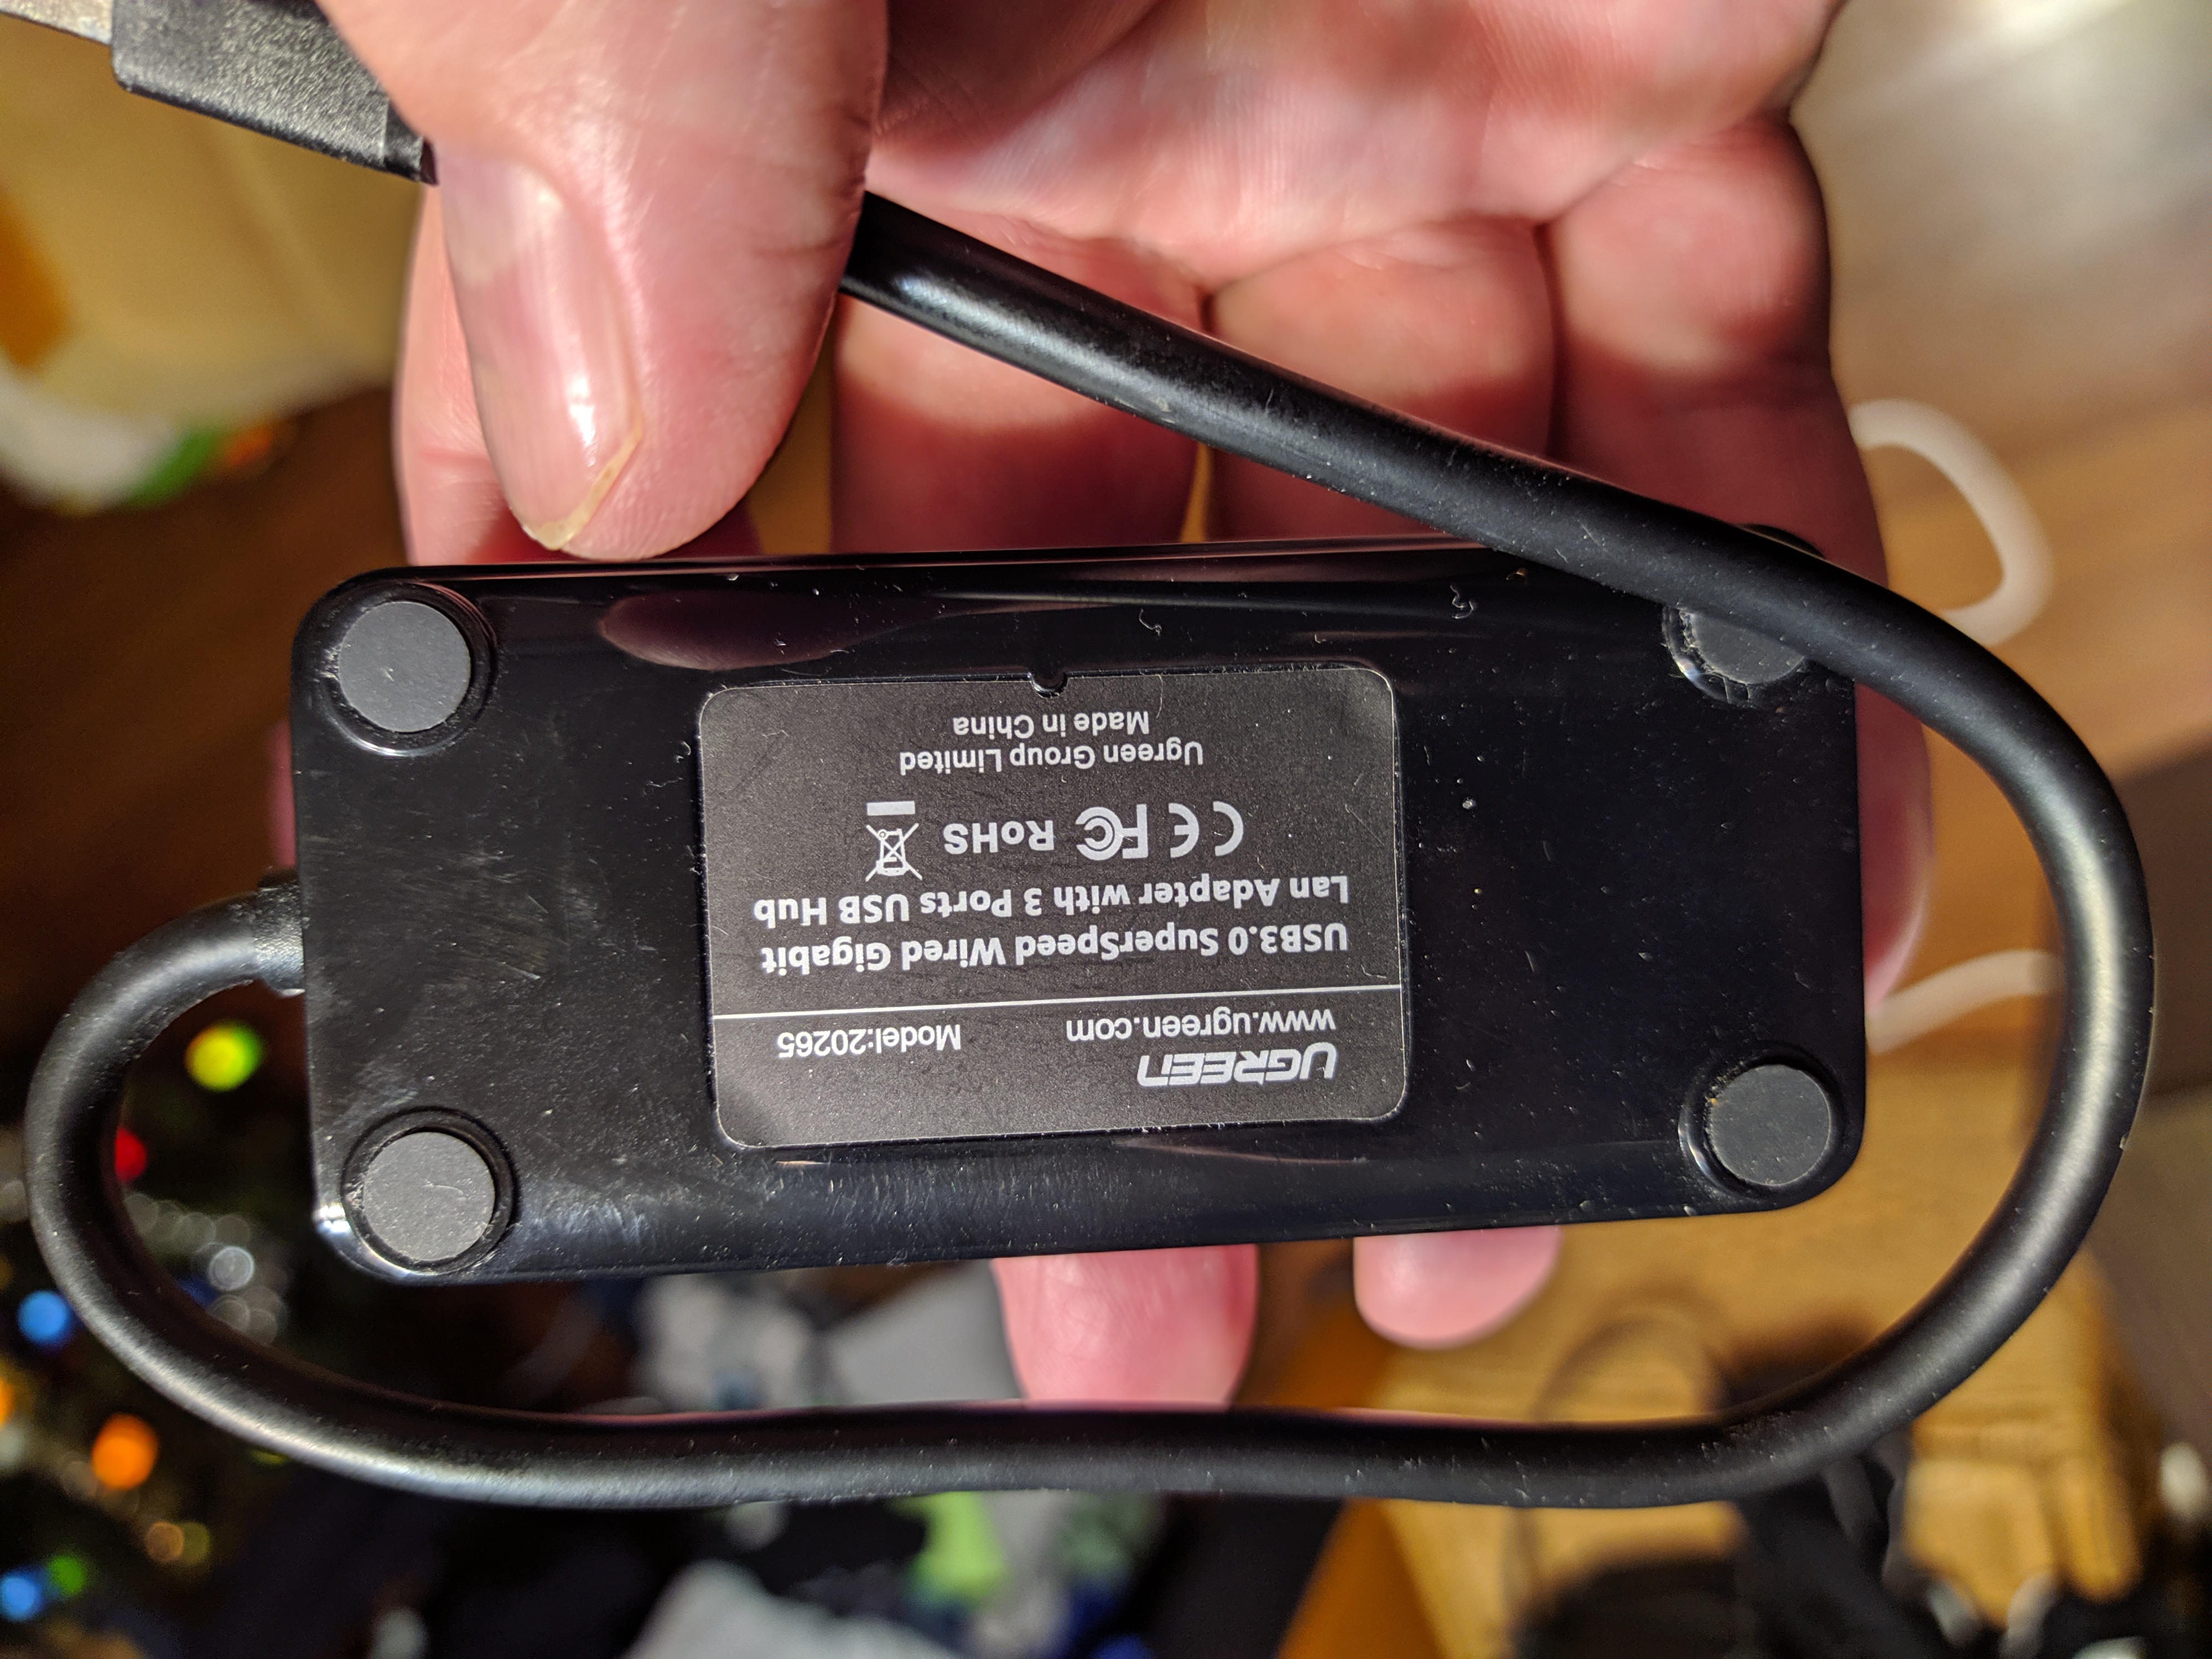 UGREEN
www.ugreen.com Model:20265
USB3.0 SuperSpeed Wired Gigabit
Lan Adapter with 3 Ports USB Hub
CE FC RoHS
Ugreen Group Limited
Made in China